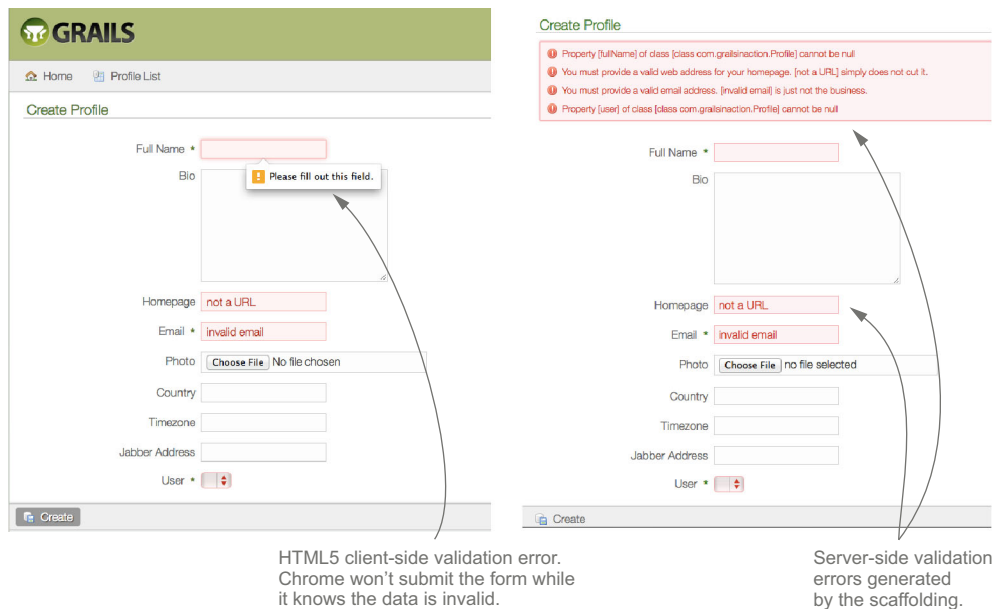 GRAILS
Home Profile List
Create Profile
Full Name *
Please fill out this field.
Bio
Homepage not a URL
Email * invalid email
Photo Choose File No file chosen
Country
Timezone
Jabber Address
User *
Create
HTML5 client-side validation error.
Chrome won't submit the form while
it knows the data is invalid.
Create Profile
Property [fullName] of class [class com.grailsinaction.Profile] cannot be null
You must provide a valid web address for your homepage. [not a URL] simply does not cut it.
You must provide a valid email address. [invalid email] is just not the business.
Property [user] of class [class com.grailsinaction.Profile] cannot be null
Full Name *
Bio
Homepage not a URL
Email * invalid email
Photo Choose File no file selected
Country
Timezone
Jabber Address
User *
Create
Server-side validation
errors generated
by the scaffolding.